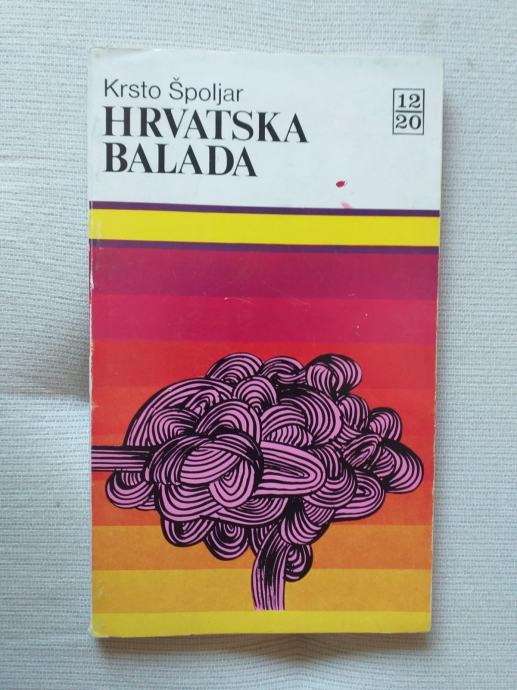 Krsto Špoljar
HRVATSKA
BALADA
12
20